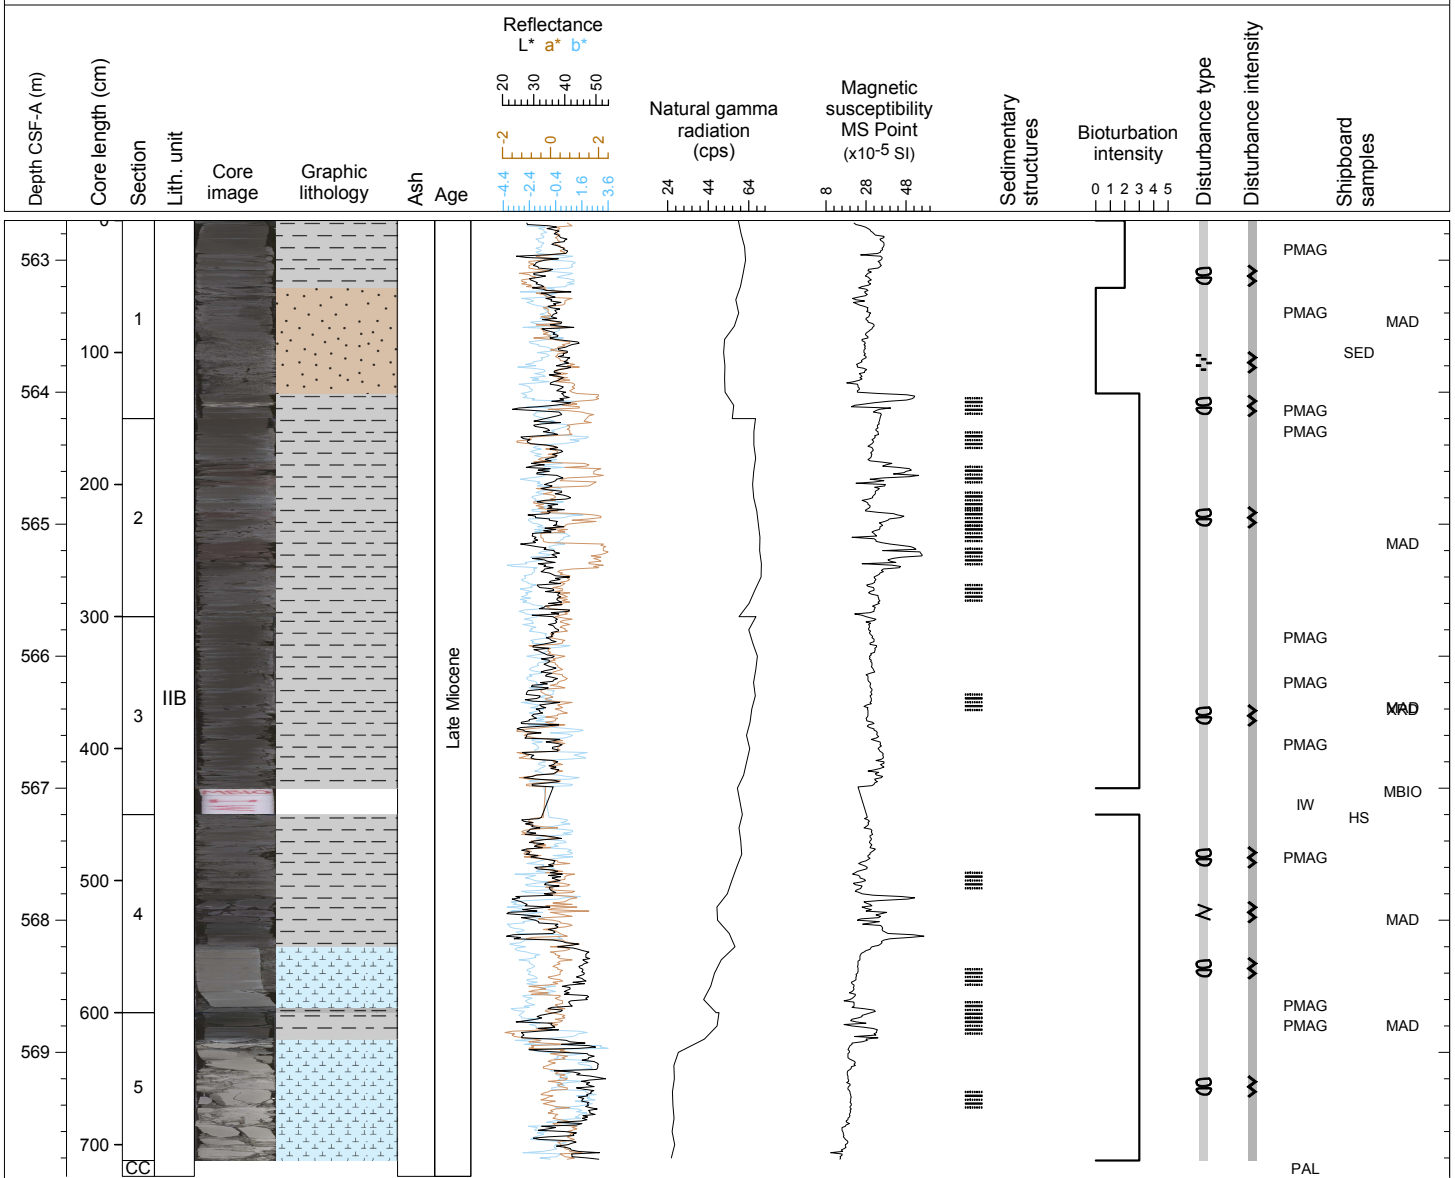 Depth CSF-A (m)
Core length (cm)
Section
Lith. unit
Core
image
Graphic
lithology
Ash
Age
Reflectance
L* a* b*
20 30 40 50
-2 0 2
-4.4 -2.4 -0.4 1.6 3.6
Natural gamma
radiation
(cps)
24 44 64
Magnetic
susceptibility
MS Point
(x10-5 SI)
8 28 48
Sedimentary
structures
Bioturbation
intensity
0 1 2 3 4 5
Disturbance type
Disturbance intensity
Shipboard
samples
0
PMAG
563
PMAG
MAD
1
100
SED
564
PMAG
PMAG
200
2
565
MAD
300
PMAG
566
PMAG
IIB
Late Miocene
3
MAD
XRD
400
PMAG
567
MBIO
IW
HS
PMAG
500
4
568
MAD
600
PMAG
PMAG
MAD
569
5
700
CC
PAL